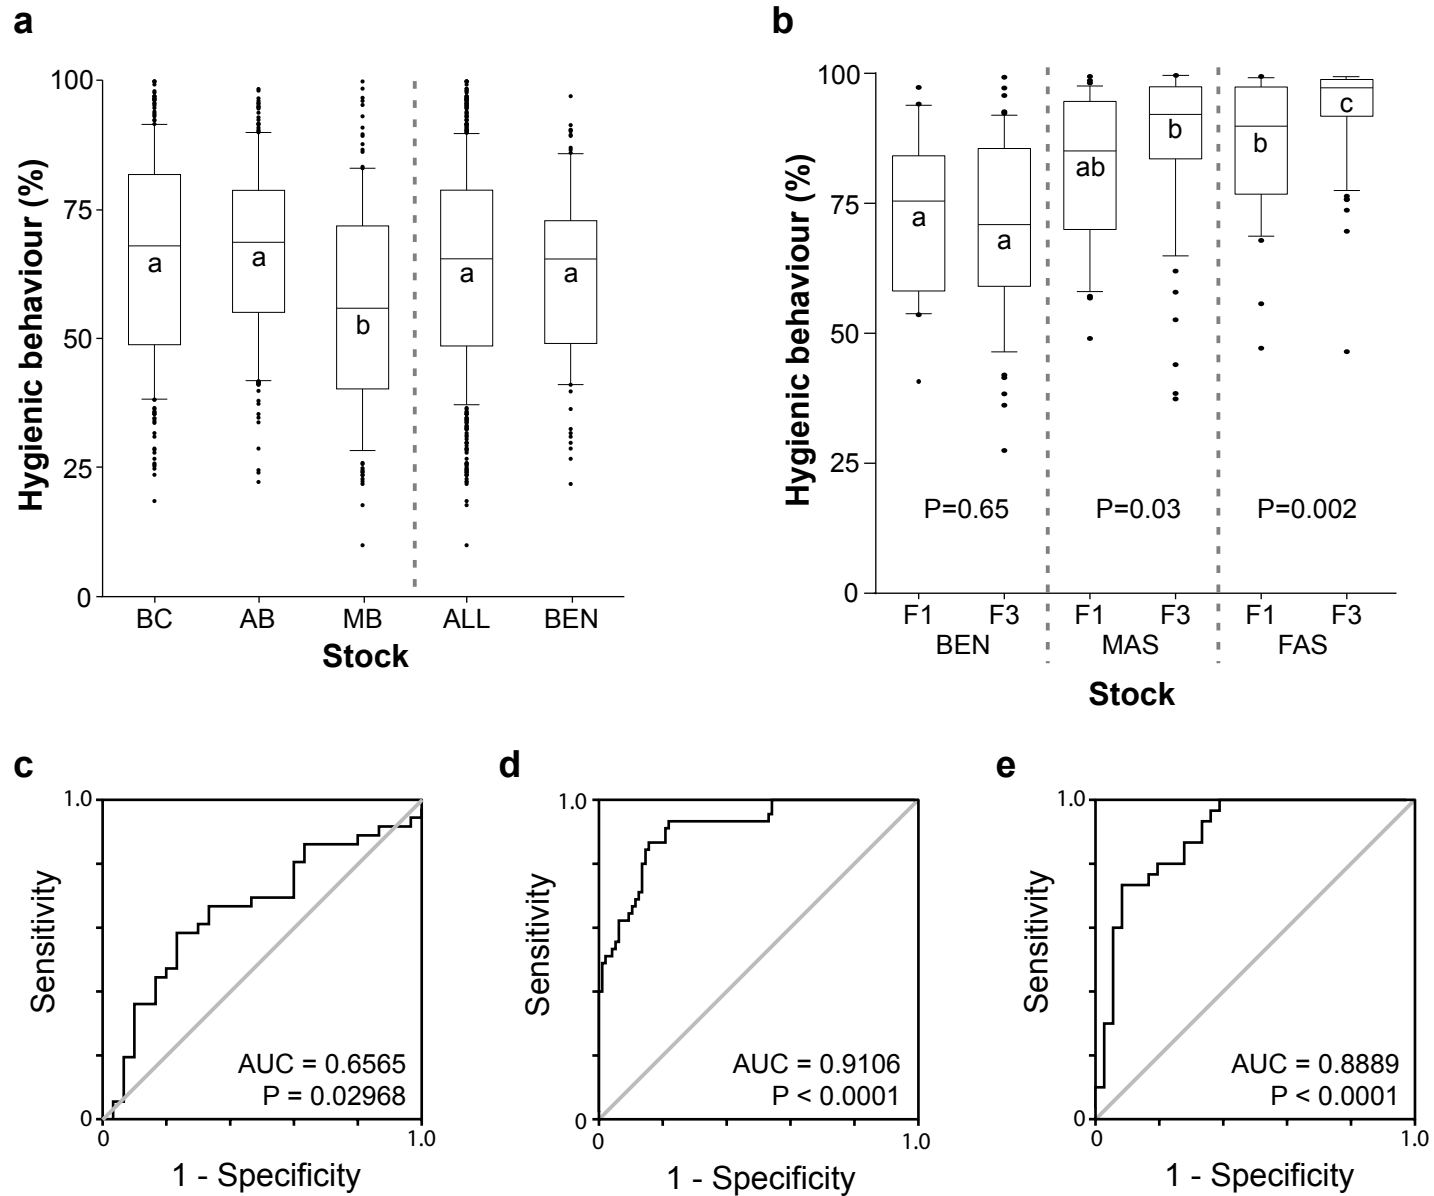 a
Hygienic behaviour (%)
100
75
50
25
0
a
a
b
a
a
BC AB MB ALL BEN
Stock
b
Hygienic behaviour (%)
100
75
50
25
0
a
a
ab
b
b
c
P=0.65 P=0.03 P=0.002
F1 F3 F1 F3 F1 F3
BEN MAS FAS
Stock
c
Sensitivity
1.0
0
AUC = 0.6565
P = 0.02968
0 1.0
1 - Specificity
d
Sensitivity
1.0
0
AUC = 0.9106
P < 0.0001
0 1.0
1 - Specificity
e
Sensitivity
1.0
0
AUC = 0.8889
P < 0.0001
0 1.0
1 - Specificity